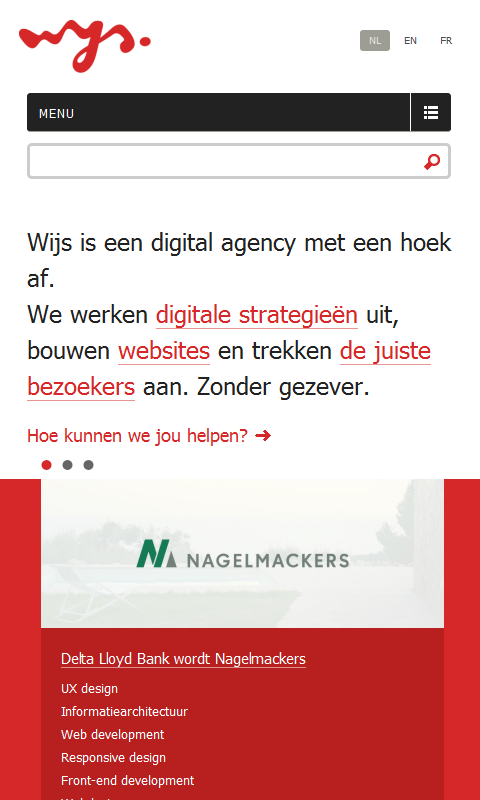 wijs.
NL EN FR
MENU
Wijs is een digital agency met een hoek
af.
We werken digitale strategieën uit,
bouwen websites en trekken de juiste
bezoekers aan. Zonder gezever.
Hoe kunnen we jou helpen?
NAGELMACKERS
Delta Lloyd Bank wordt Nagelmackers
UX design
Informatiearchitectuur
Web development
Responsive design
Front-end development